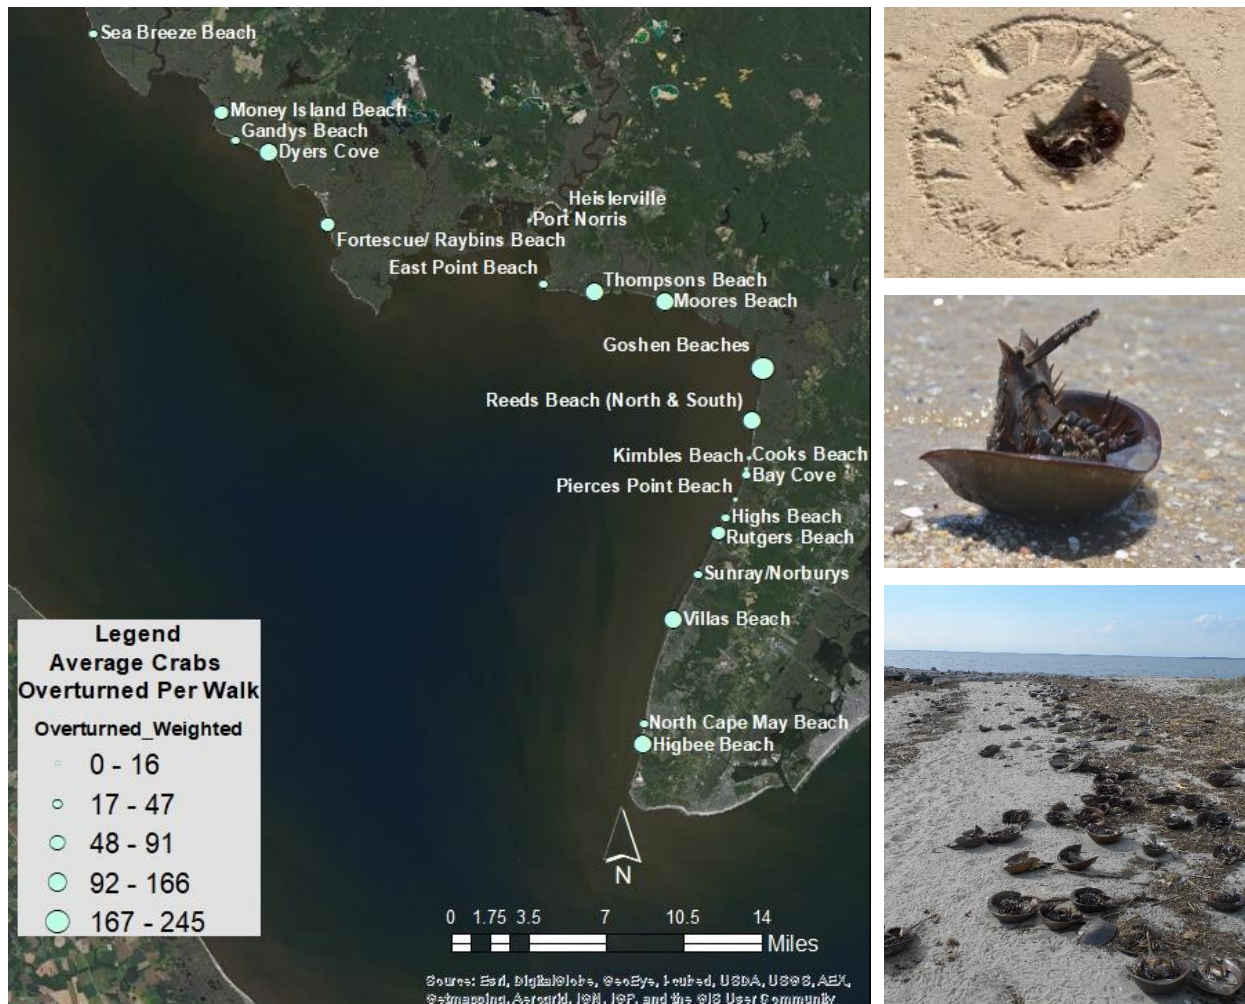 Sea Breeze Beach
Money Island Beach
Gandys Beach
Dyers Cove
Heislerville
Port Norris
Fortescue/ Raybins Beach
East Point Beach
Thompsons Beach
Moores Beach
Goshen Beaches
Reeds Beach (North & South)
Kimbles Beach
Cooks Beach
Bay Cove
Pierces Point Beach
Highs Beach
Rutgers Beach
Sunray/Norburys
Villas Beach
North Cape May Beach
Higbee Beach
Legend
Average Crabs
Overturned Per Walk
Overturned_Weighted
0 - 16
17 - 47
48 - 91
92 - 166
167 - 245
N
0 1.75 3.5 7 10.5 14
Miles
Source: Esri, DigitalGlobe, GeoEye, i-cubed, USDA, USGS, AEX,
Getmapping, Aerogrid, IGN, IGP, and the GIS User Community